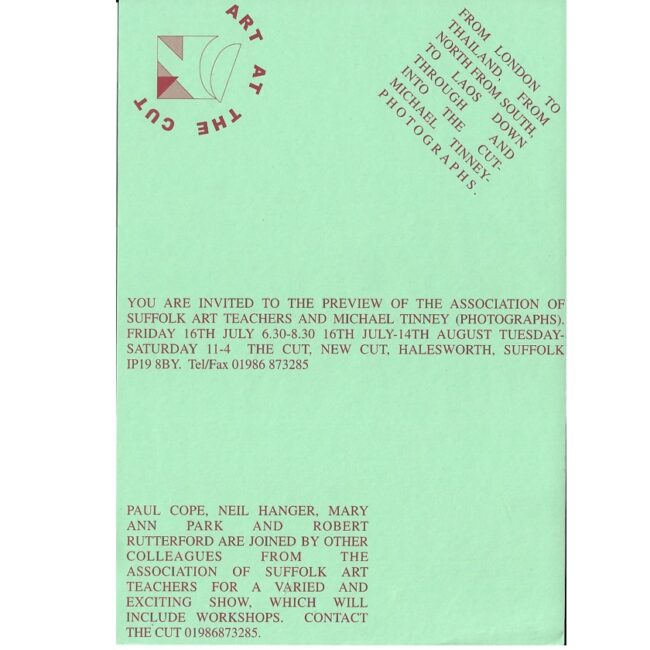 ART AT THE CUT
FROM LONDON TO
THAILAND, FROM
NORTH FROM SOUTH,
TO LAOS DOWN
THROUGH AND
INTO THE CUT-
MICHAEL TINNEY-
PHOTOGRAPHS.
YOU ARE INVITED TO THE PREVIEW OF THE ASSOCIATION OF
SUFFOLK ART TEACHERS AND MICHAEL TINNEY (PHOTOGRAPHS).
FRIDAY 16TH JULY 6.30-8.30 16TH JULY-14TH AUGUST TUESDAY-
SATURDAY 11-4 THE CUT, NEW CUT, HALESWORTH, SUFFOLK
IP19 8BY. Tel/Fax 01986 873285
PAUL COPE, NEIL HANGER, MARY
ANN PARK AND ROBERT
RUTTERFORD ARE JOINED BY OTHER
COLLEAGUES FROM THE
ASSOCIATION OF SUFFOLK ART
TEACHERS FOR A VARIED AND
EXCITING SHOW, WHICH WILL
INCLUDE WORKSHOPS. CONTACT
THE CUT 01986873285.